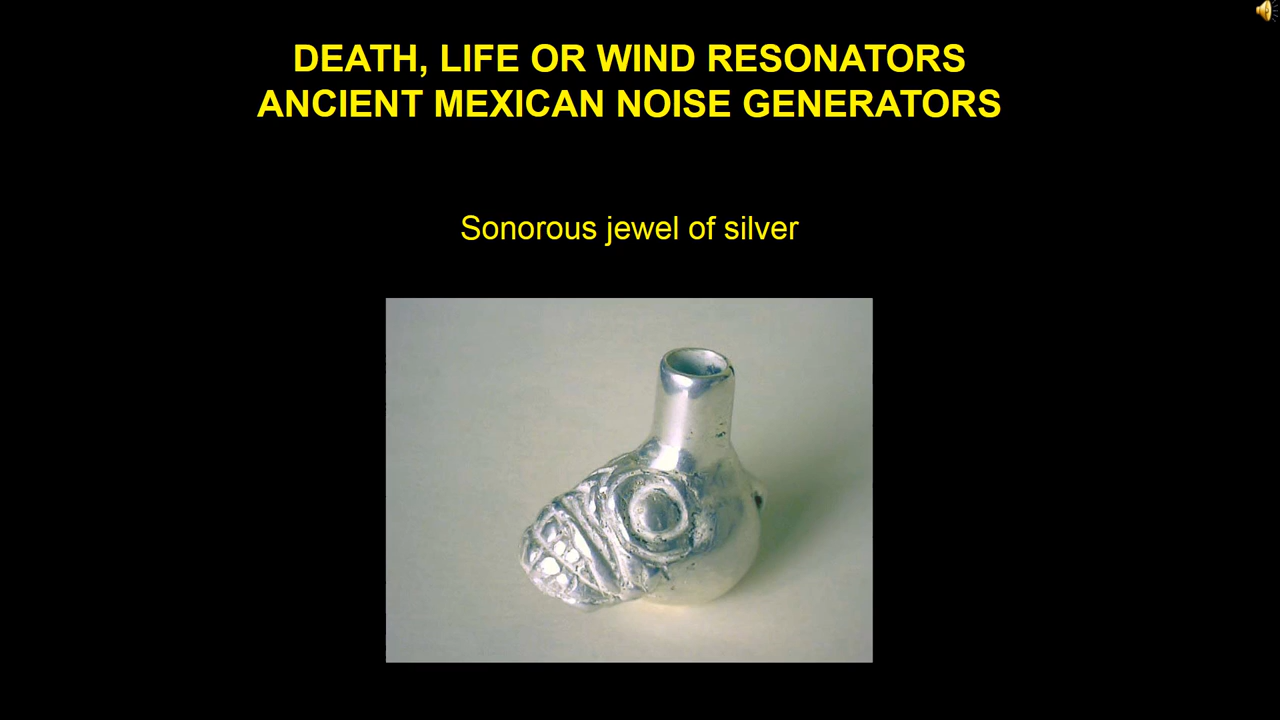 DEATH, LIFE OR WIND RESONATORS
ANCIENT MEXICAN NOISE GENERATORS
Sonorous jewel of silver